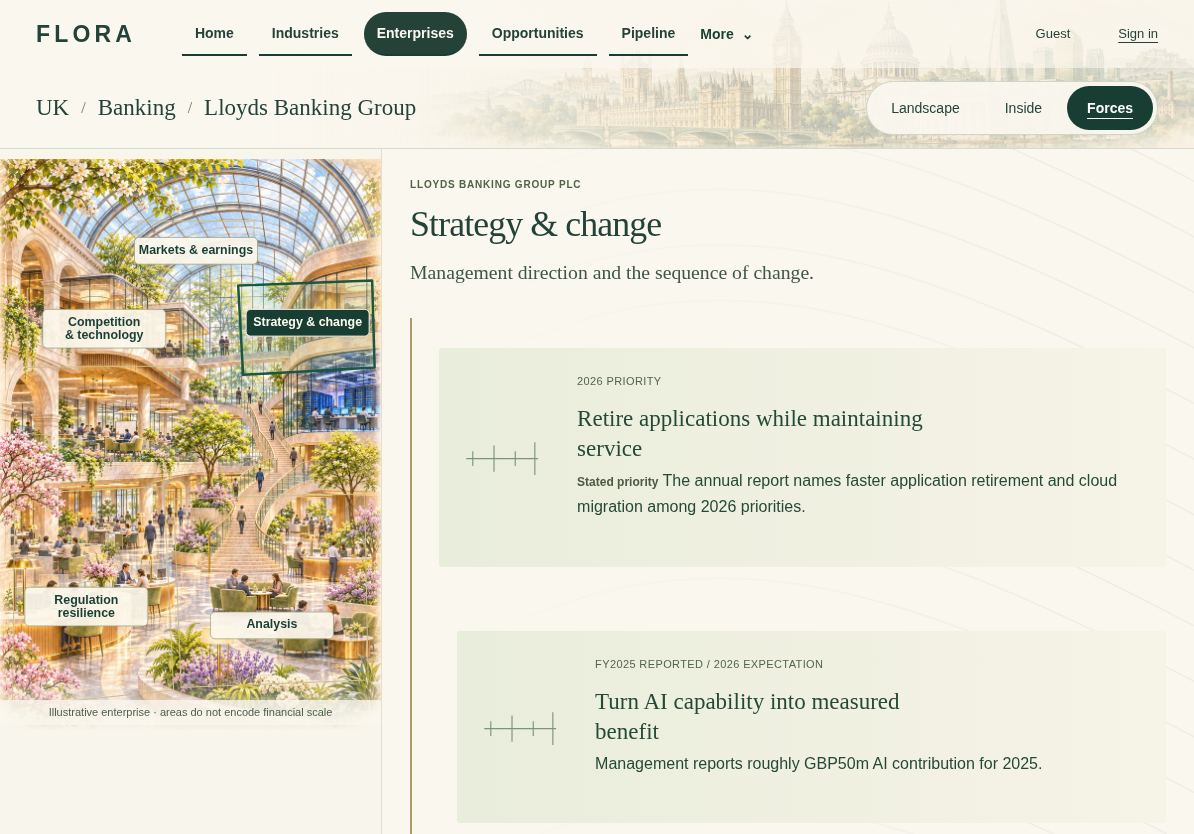 FLORA
Home
Industries
Enterprises
Opportunities
Pipeline
More
Guest
Sign in
UK / Banking / Lloyds Banking Group
Landscape
Inside
Forces
Markets & earnings
Competition
& technology
Strategy & change
Regulation
resilience
Analysis
Illustrative enterprise · areas do not encode financial scale
LLOYDS BANKING GROUP PLC
Strategy & change
Management direction and the sequence of change.
2026 PRIORITY
Retire applications while maintaining
service
Stated priority The annual report names faster application retirement and cloud
migration among 2026 priorities.
FY2025 REPORTED / 2026 EXPECTATION
Turn AI capability into measured
benefit
Management reports roughly GBP50m AI contribution for 2025.